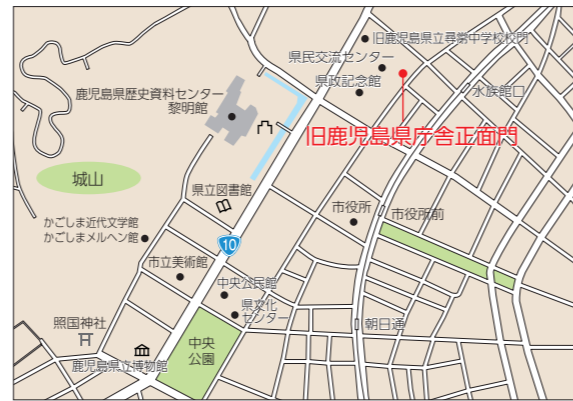 旧鹿児島県立尋常中学校校門
県民交流センター
県政記念館
水族館口
鹿児島県歴史資料センター
黎明館
旧鹿児島県庁舎正面門
城山
県立図書館
市役所
市役所前
かごしま近代文学館
かごしまメルヘン館
10
市立美術館
中央公民館
県文化
センター
朝日通
照国神社
中央
公園
鹿児島県立博物館